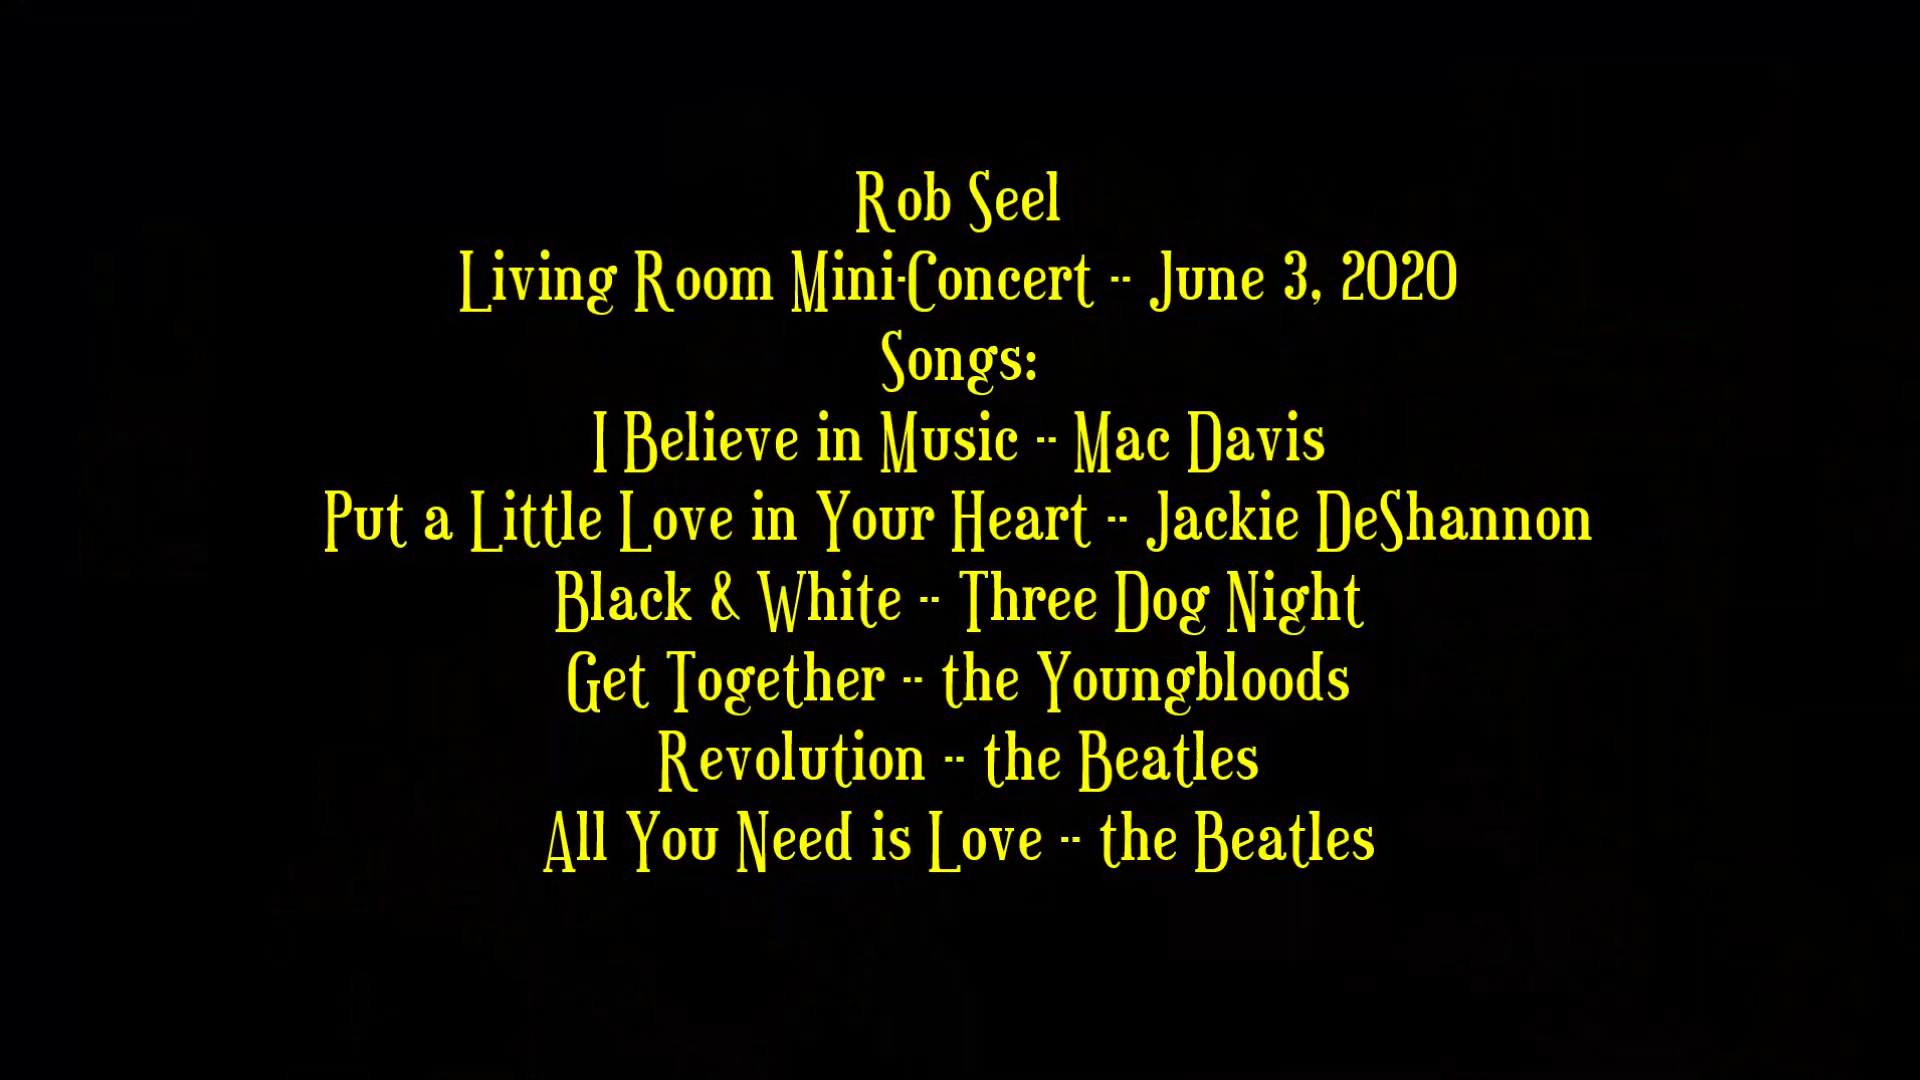 Rob Seel
Living Room Mini-Concert -- June 3, 2020
Songs:
I Believe in Music -- Mac Davis
Put a Little Love in Your Heart -- Jackie DeShannon
Black & White -- Three Dog Night
Get Together -- the Youngbloods
Revolution -- the Beatles
All You Need is Love -- the Beatles